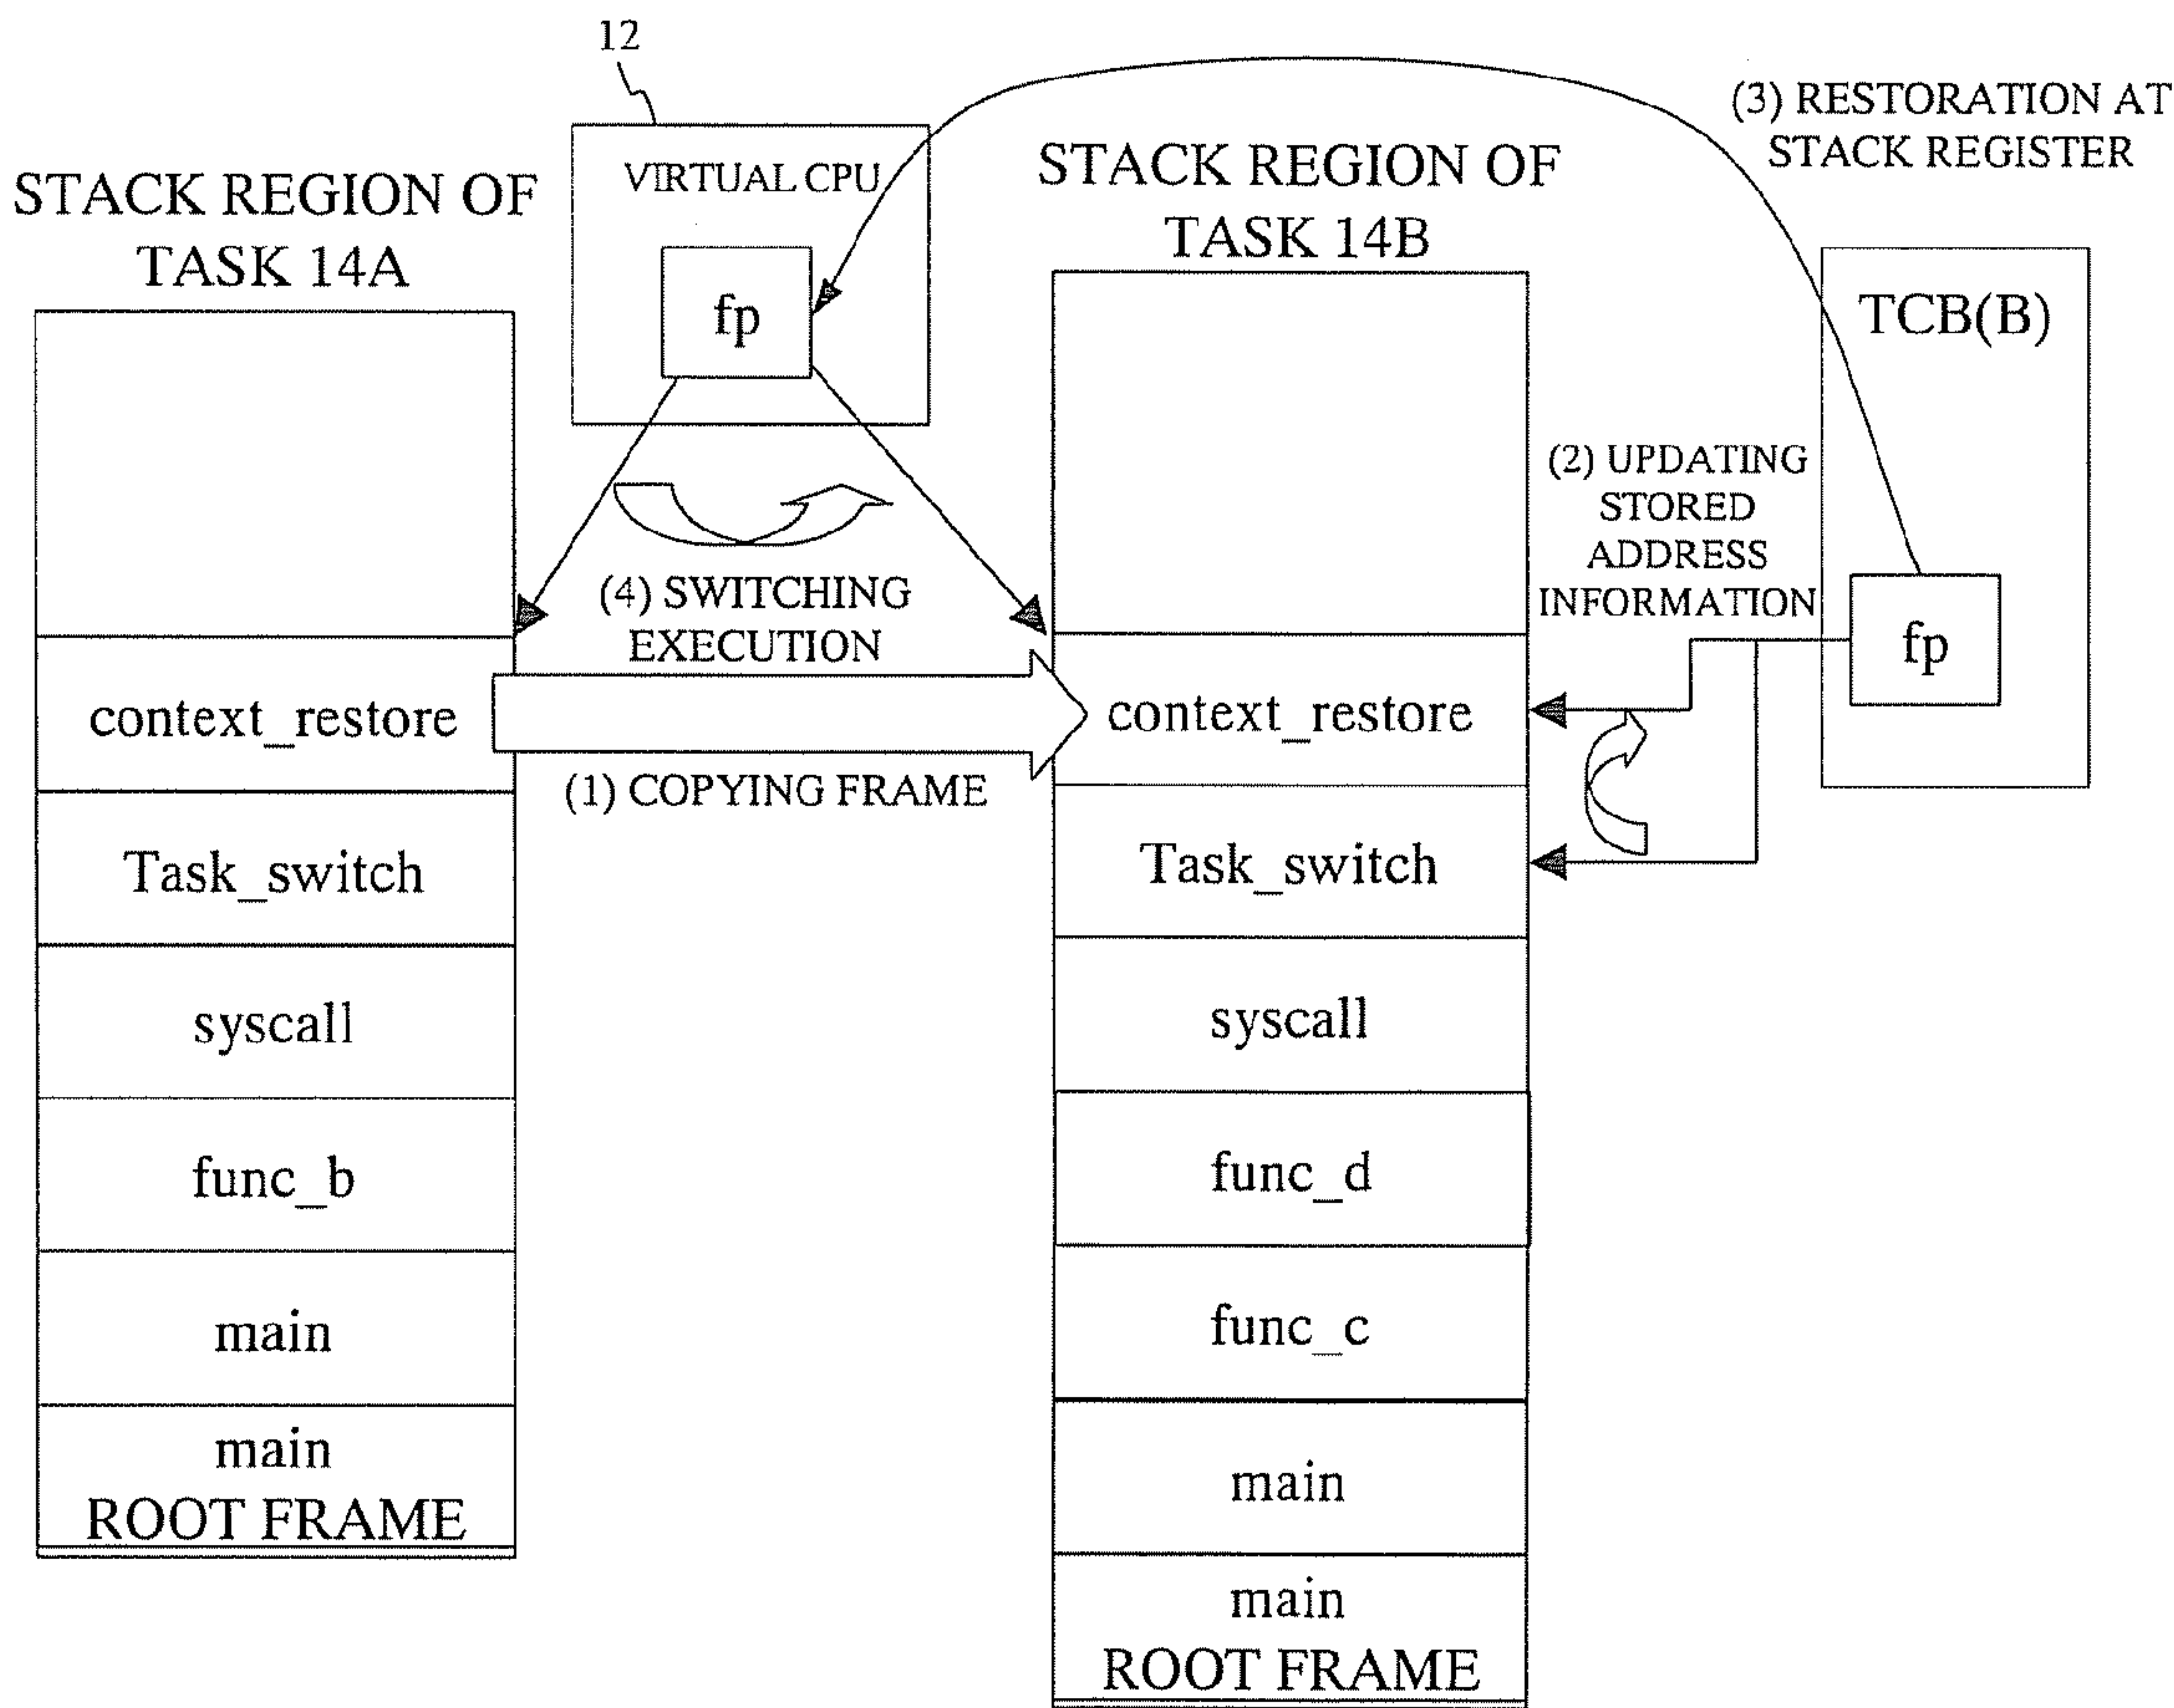 12
(3) RESTORATION AT
STACK REGISTER
VIRTUAL CPU
fp
STACK REGION OF
TASK 14A
STACK REGION OF
TASK 14B
TCB(B)
fp
(2) UPDATING
STORED
ADDRESS
INFORMATION
(4) SWITCHING
EXECUTION
(1) COPYING FRAME
context_restore
Task_switch
syscall
func_b
main
main
ROOT FRAME
context_restore
Task_switch
syscall
func_d
func_c
main
main
ROOT FRAME